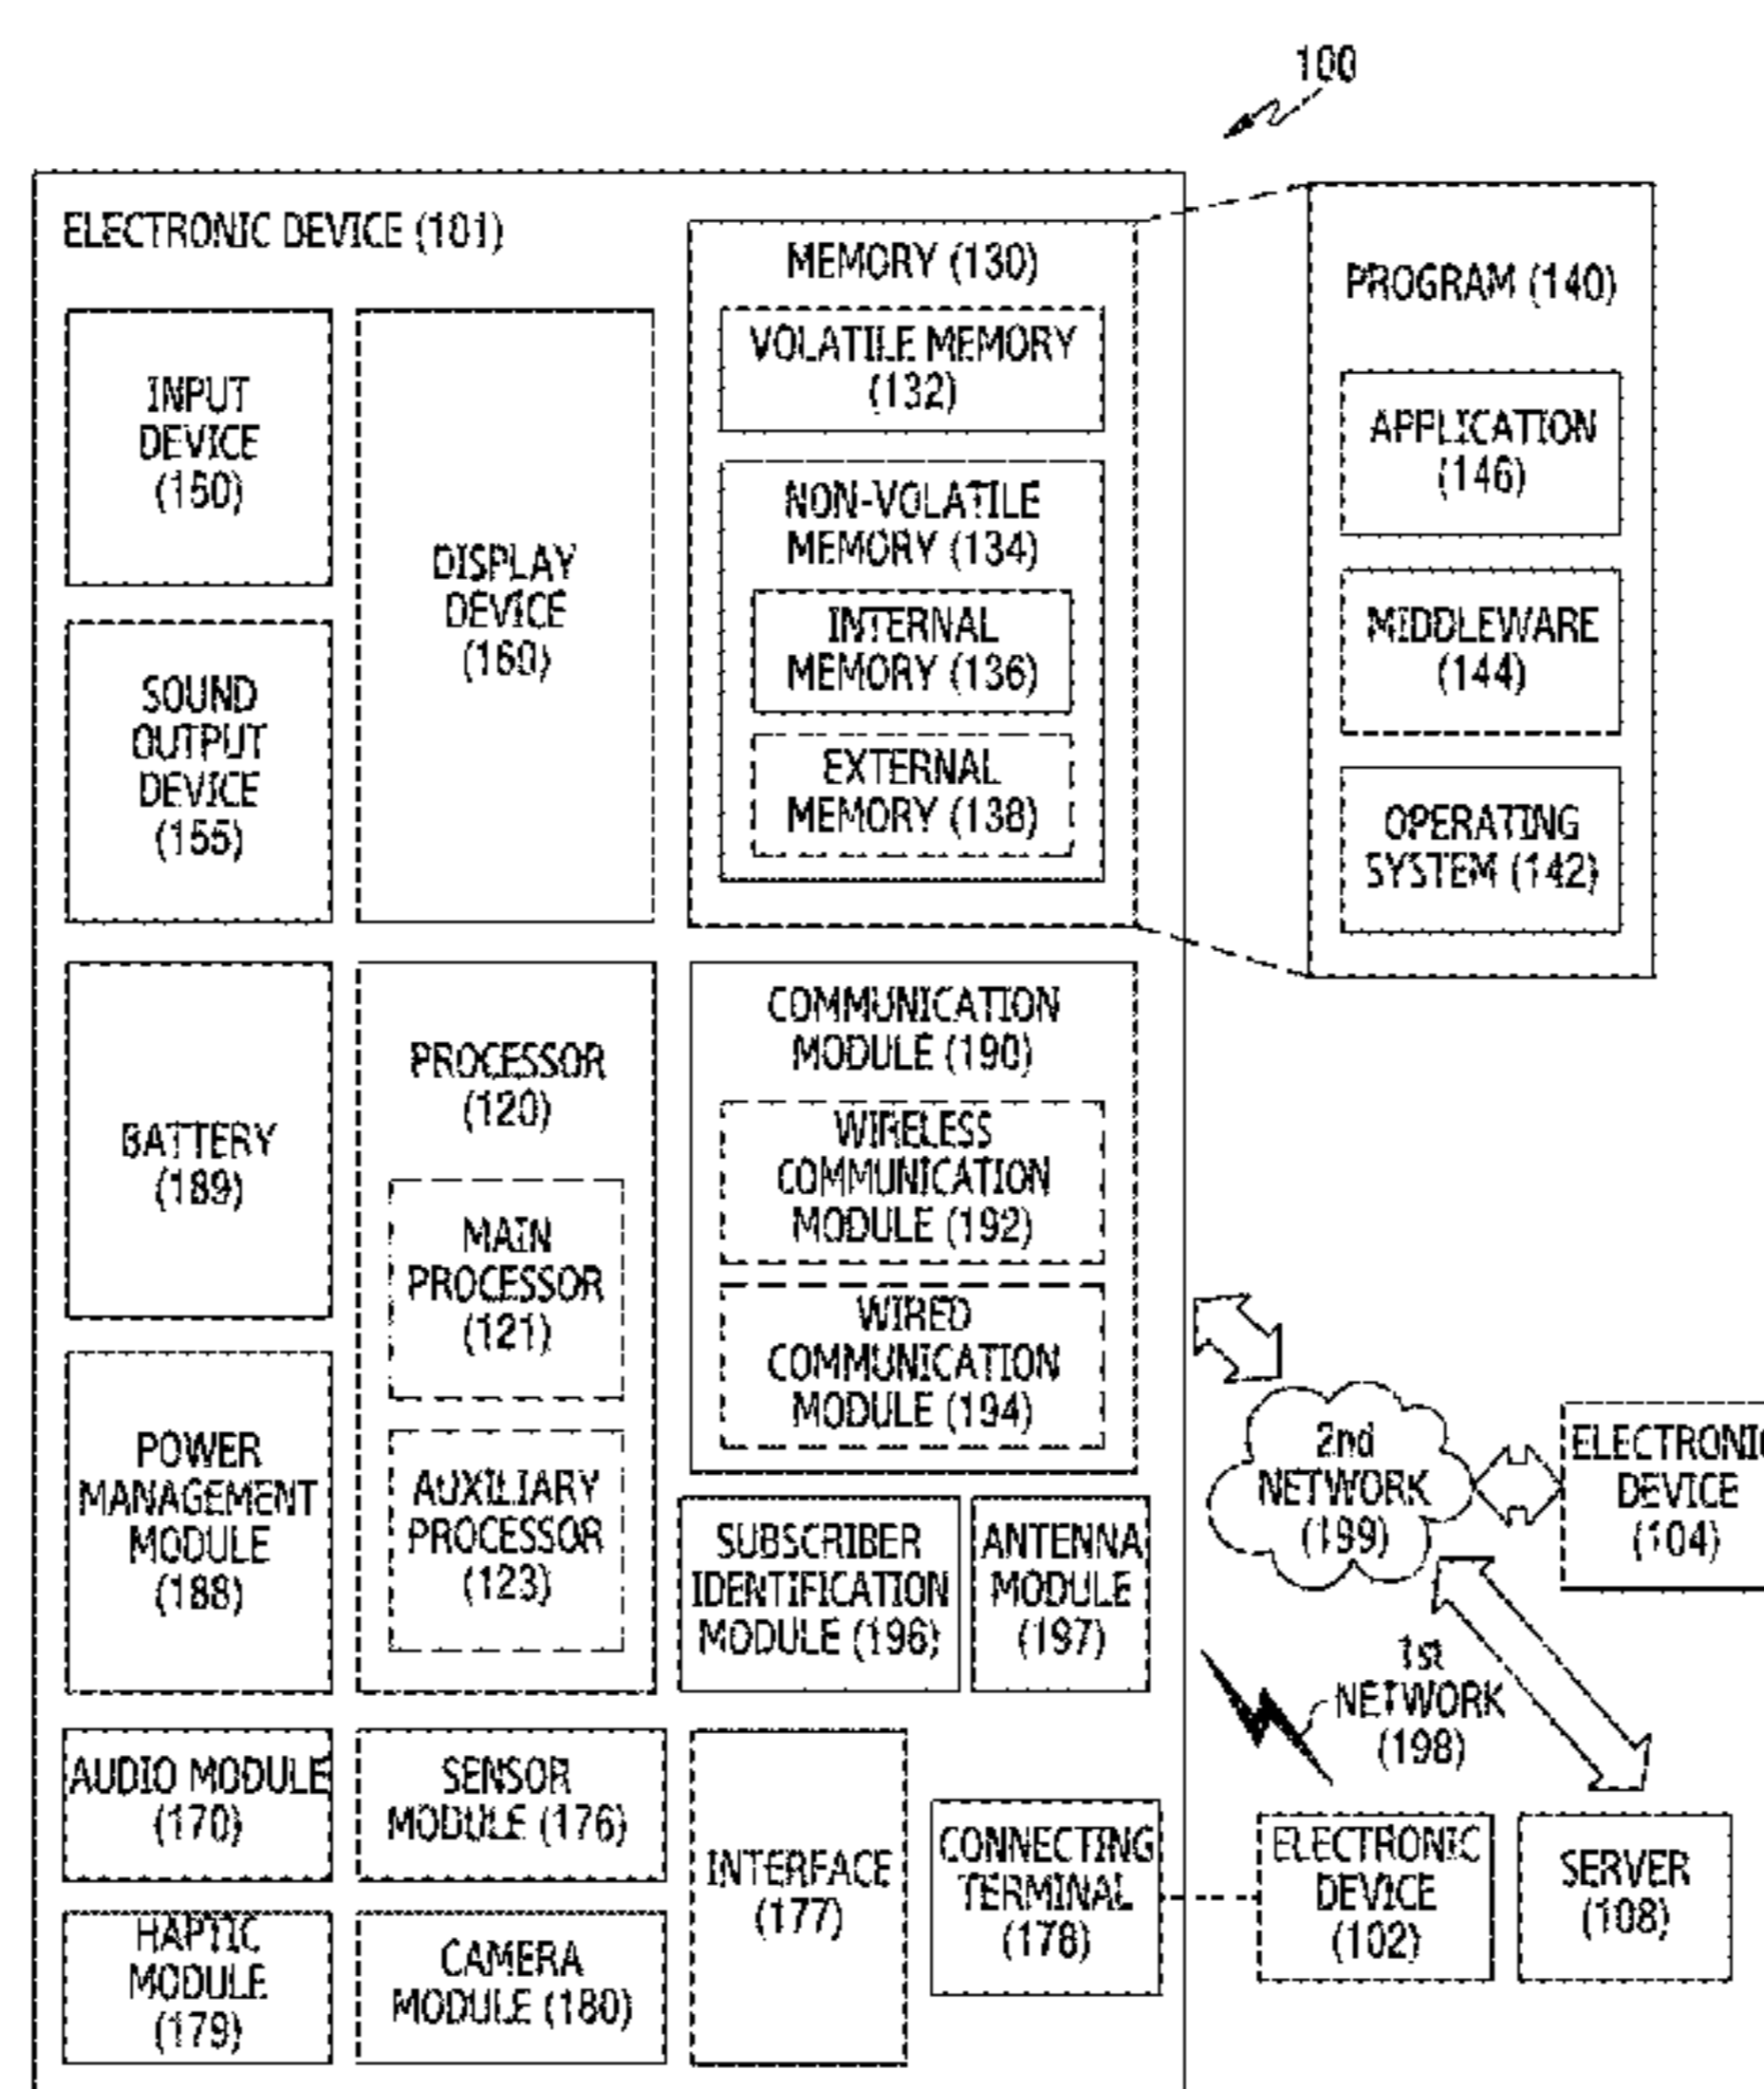 100
ELECTRONIC DEVICE (101)
INPUT
DEVICE
(150)
SOUND
OUTPUT
DEVICE
(155)
DISPLAY
DEVICE
(160)
MEMORY (130)
VOLATILE MEMORY
(132)
NON-VOLATILE
MEMORY (134)
INTERNAL
MEMORY (136)
EXTERNAL
MEMORY (138)
PROGRAM (140)
APPLICATION
(146)
MIDDLEWARE
(144)
OPERATING
SYSTEM (142)
BATTERY
(189)
POWER
MANAGEMENT
MODULE
(188)
PROCESSOR
(120)
MAIN
PROCESSOR
(121)
AUXILIARY
PROCESSOR
(123)
COMMUNICATION
MODULE (190)
WIRELESS
COMMUNICATION
MODULE (192)
WIRED
COMMUNICATION
MODULE (194)
SUBSCRIBER
IDENTIFICATION
MODULE (196)
ANTENNA
MODULE
(197)
2nd
NETWORK
(199)
ELECTRONIC
DEVICE
(104)
1st
NETWORK
(198)
AUDIO MODULE
(170)
SENSOR
MODULE (176)
INTERFACE
(177)
CONNECTING
TERMINAL
(178)
ELECTRONIC
DEVICE
(102)
SERVER
(108)
HAPTIC
MODULE
(179)
CAMERA
MODULE (180)